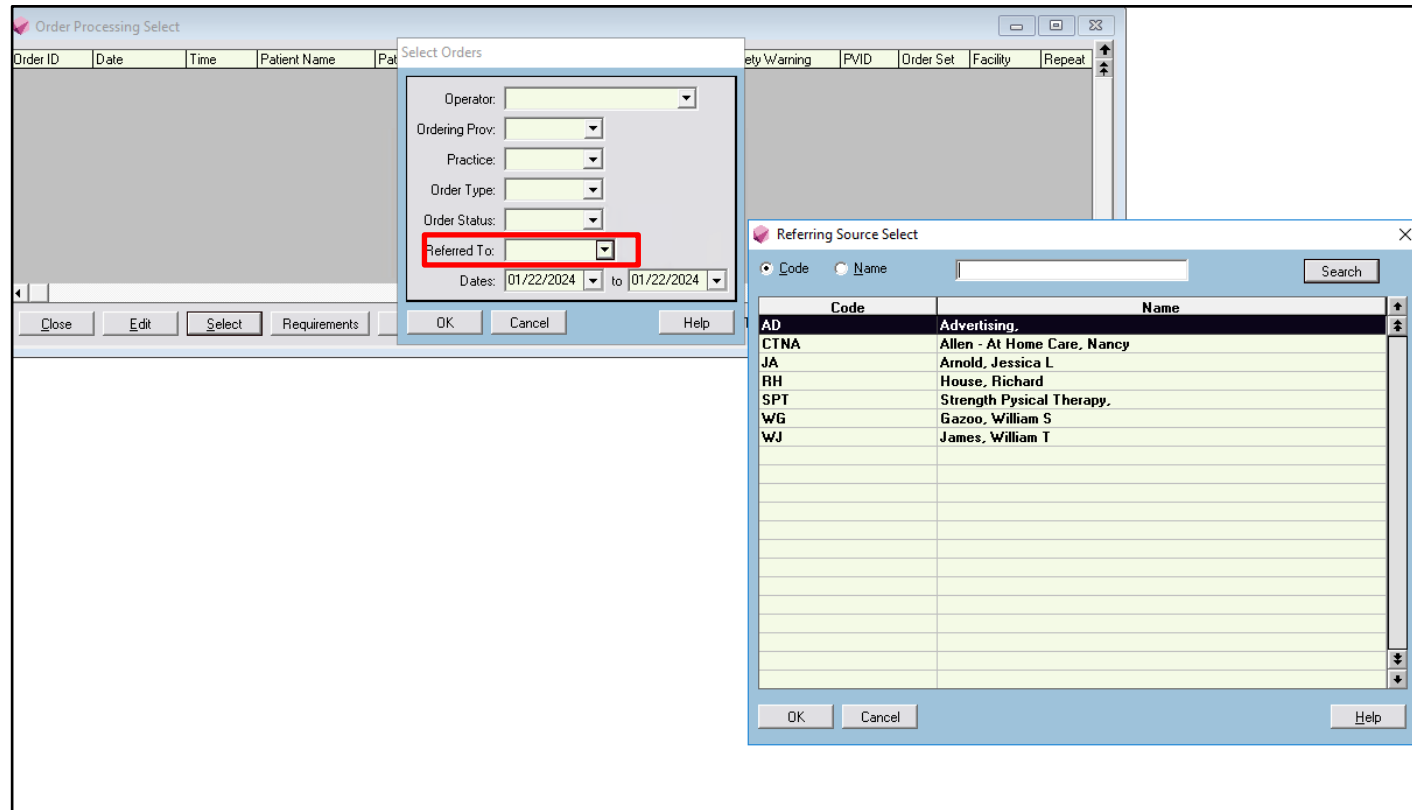 Order Processing Select
Order ID Date Time Patient Name Pat ety Warning PVID Order Set Facility Repeat
Close Edit Select Requirements
Select Orders
Operator:
Ordering Prov:
Practice:
Order Type:
Order Status:
Referred To:
Dates: 01/22/2024 to 01/22/2024
OK Cancel Help
Referring Source Select
Code Name Search
Code Name
AD Advertising,
CTNA Allen - At Home Care, Nancy
JA Arnold, Jessica L
RH House, Richard
SPT Strength Pysical Therapy,
WG Gazoo, William S
WJ James, William T
OK Cancel Help